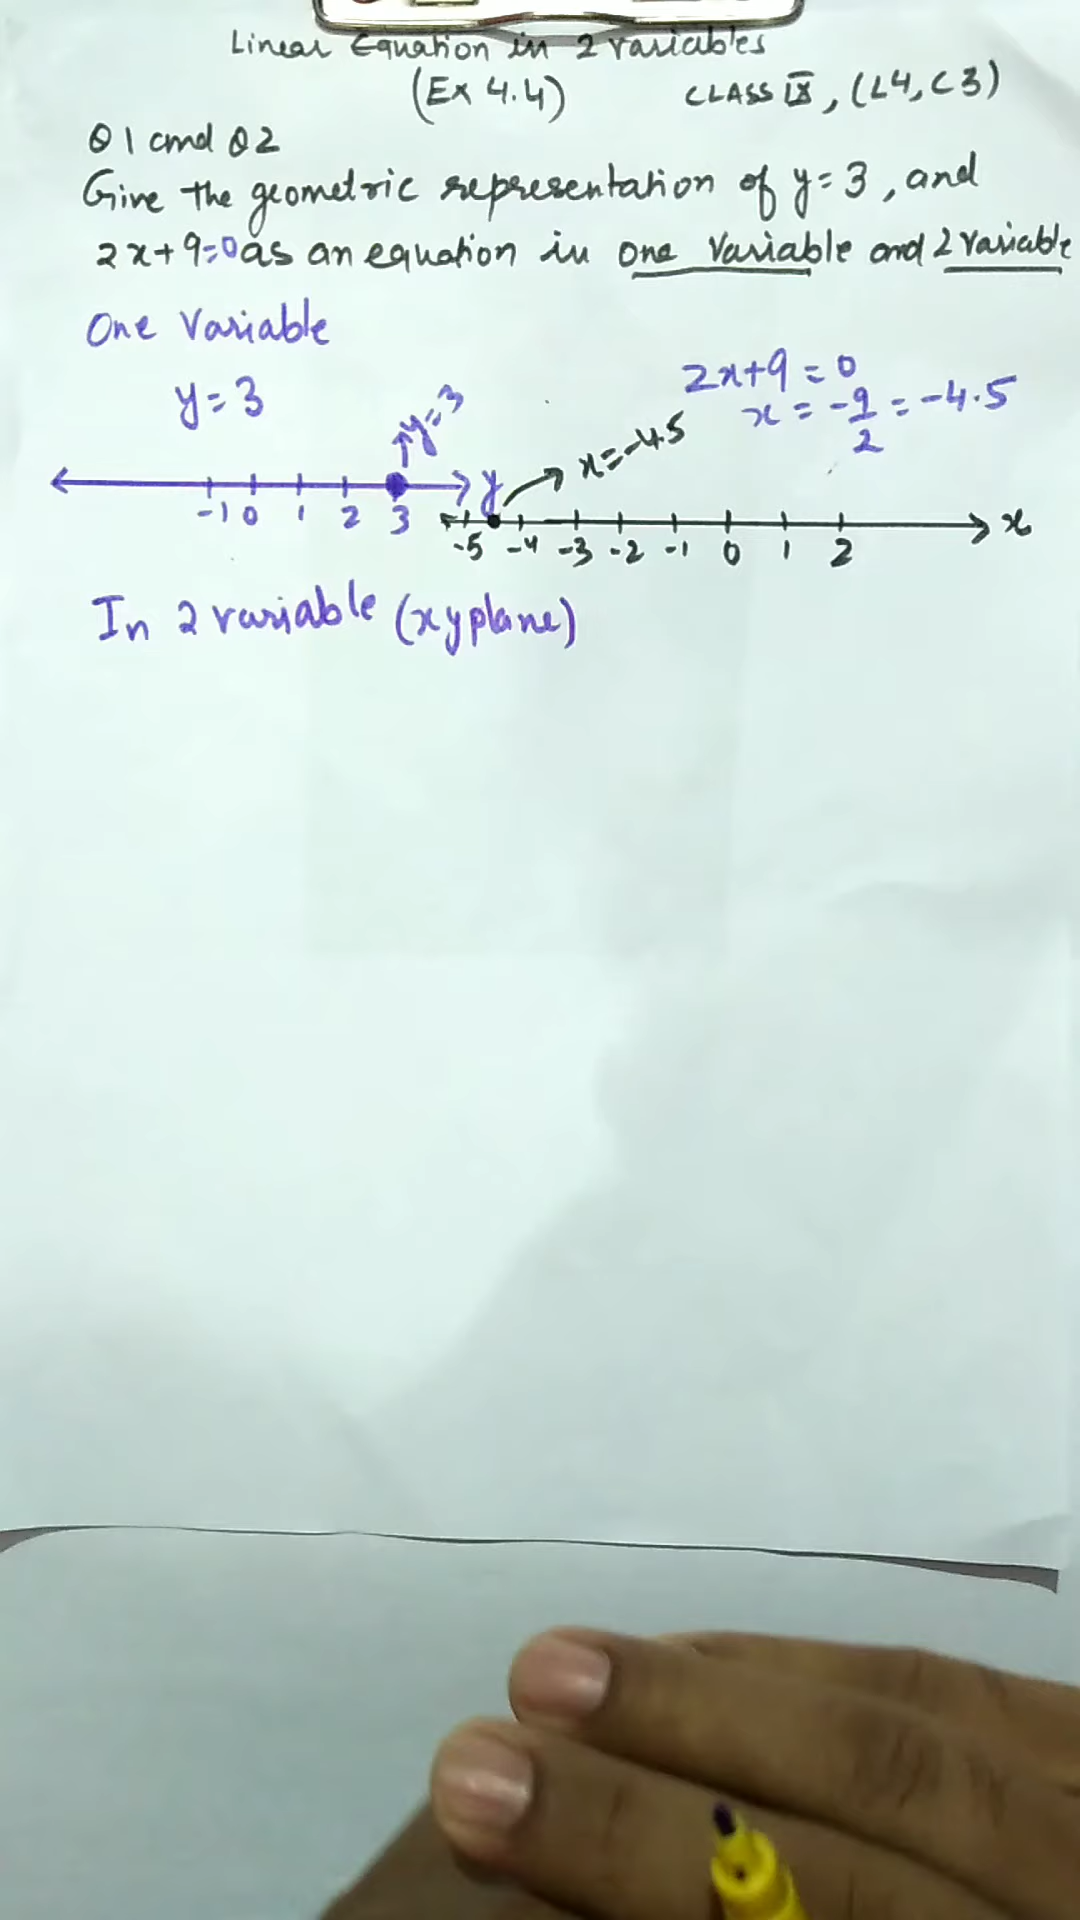 Linear Equation in 2 variables
(Ex 4.4) CLASS IX, (L4, C3)
Q1 and Q2
Give the geometric representation of y=3, and
2x+9=0 as an equation in one variable and 2 variable
One variable
y=3
2x+9=0
x = -9/2 = -4.5
y=3
x=-4.5
y
-1 0 1 2 3
x
-5 -4 -3 -2 -1 0 1 2
In 2 variable (xy plane)